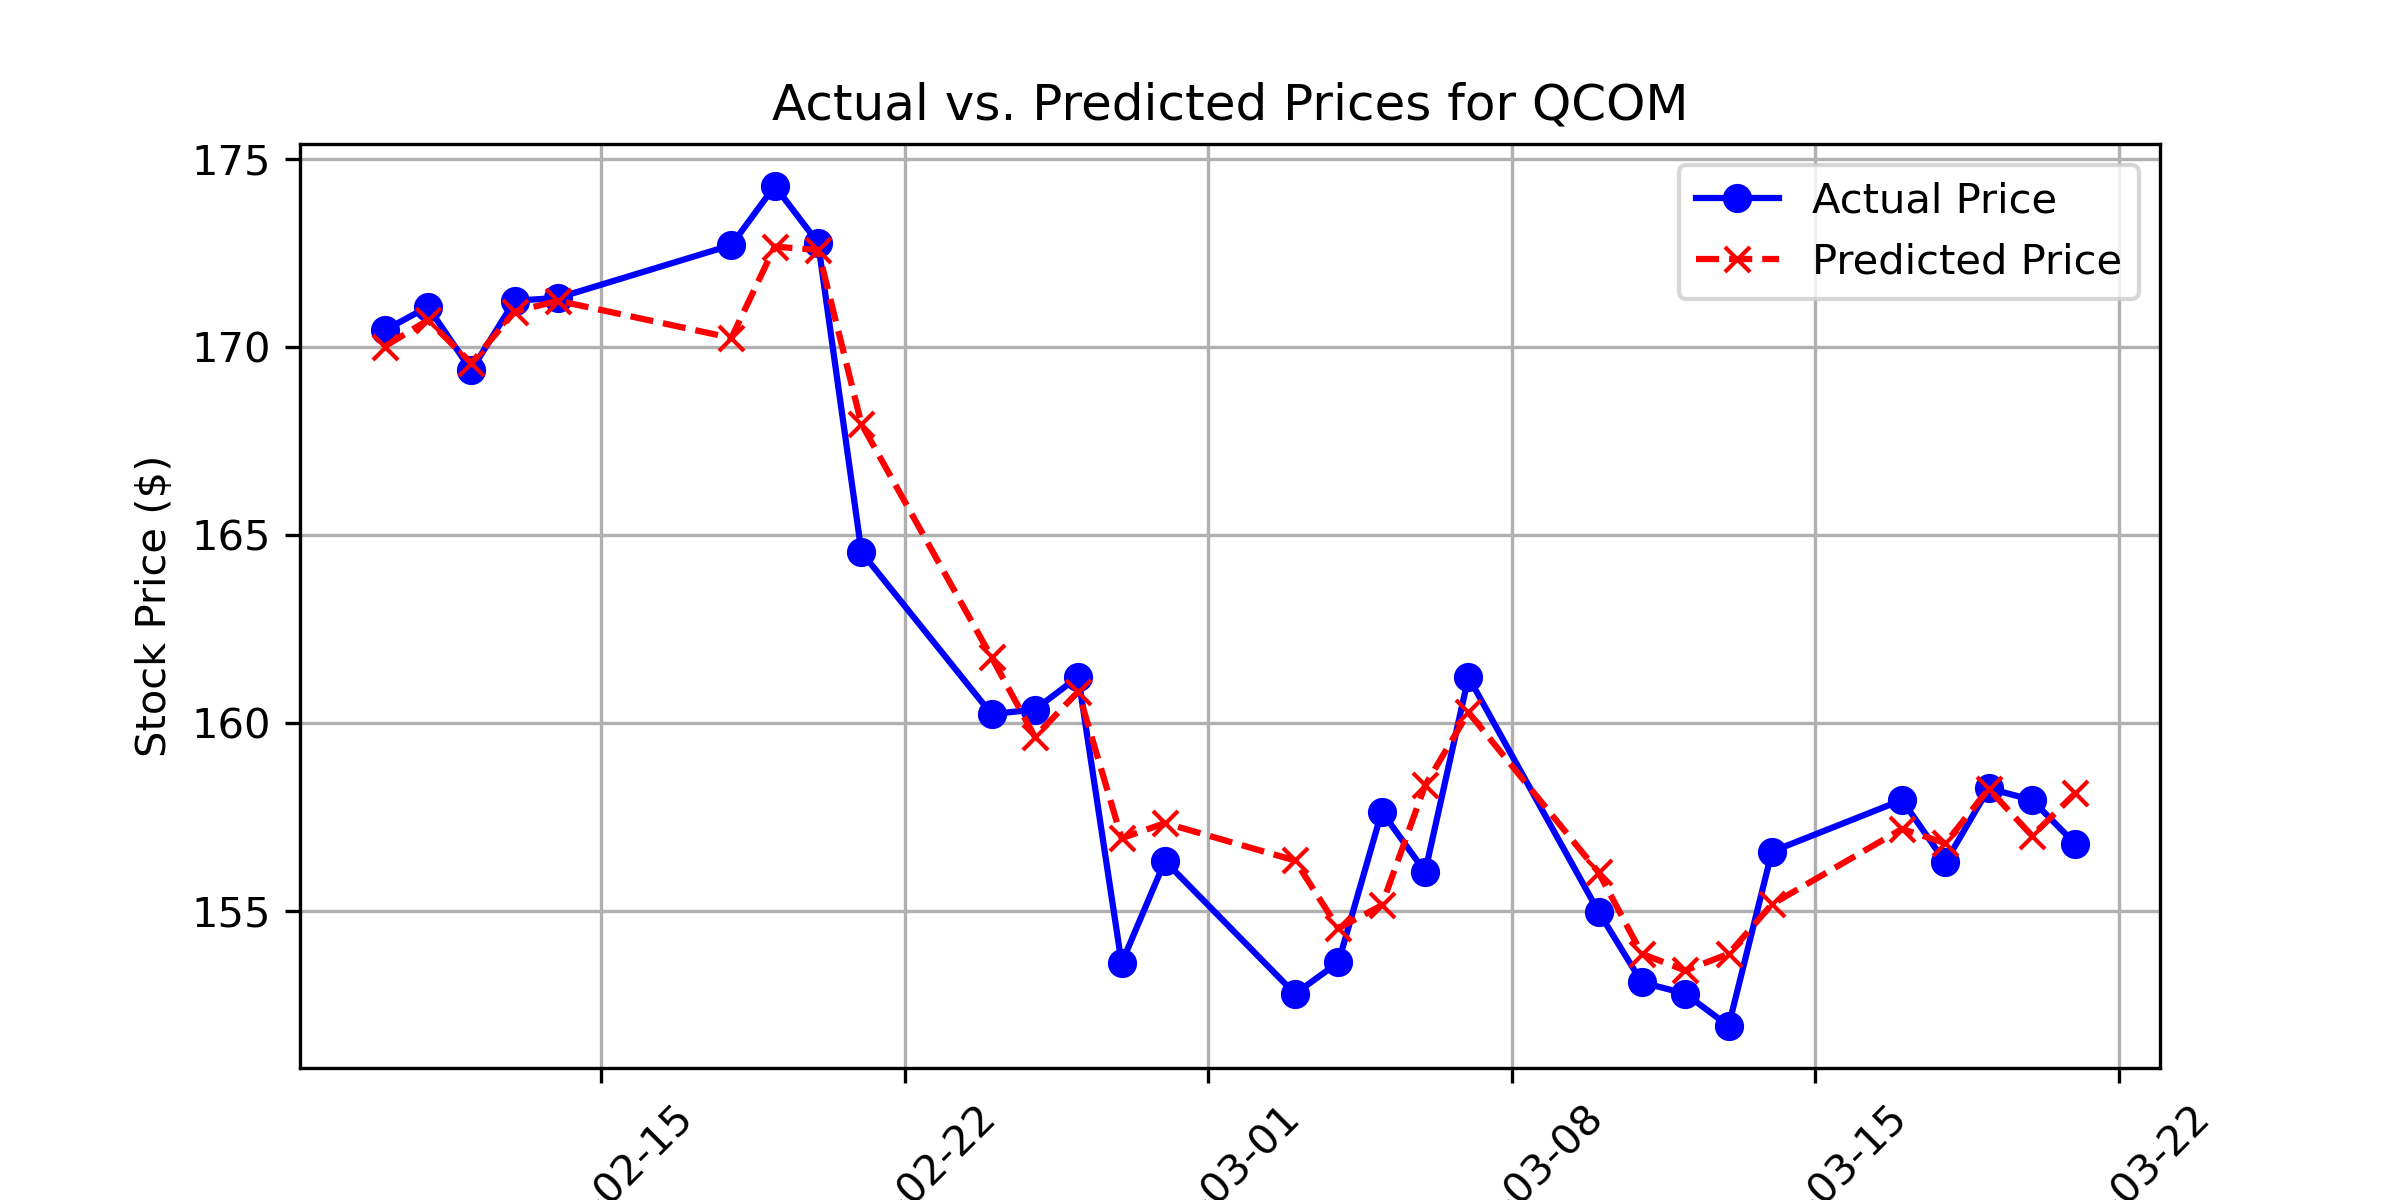 Actual vs. Predicted Prices for QCOM
Actual Price
Predicted Price
Stock Price ($)
175
170
165
160
155
02-15
02-22
03-01
03-08
03-15
03-22